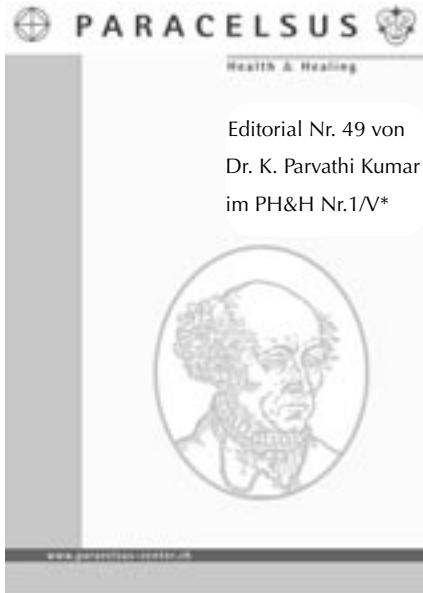 PARACELSUS
Health & Healing
Editorial Nr. 49 von
Dr. K. Parvathi Kumar
im PH&H Nr.1/V*
www.paracelsus-center.ch